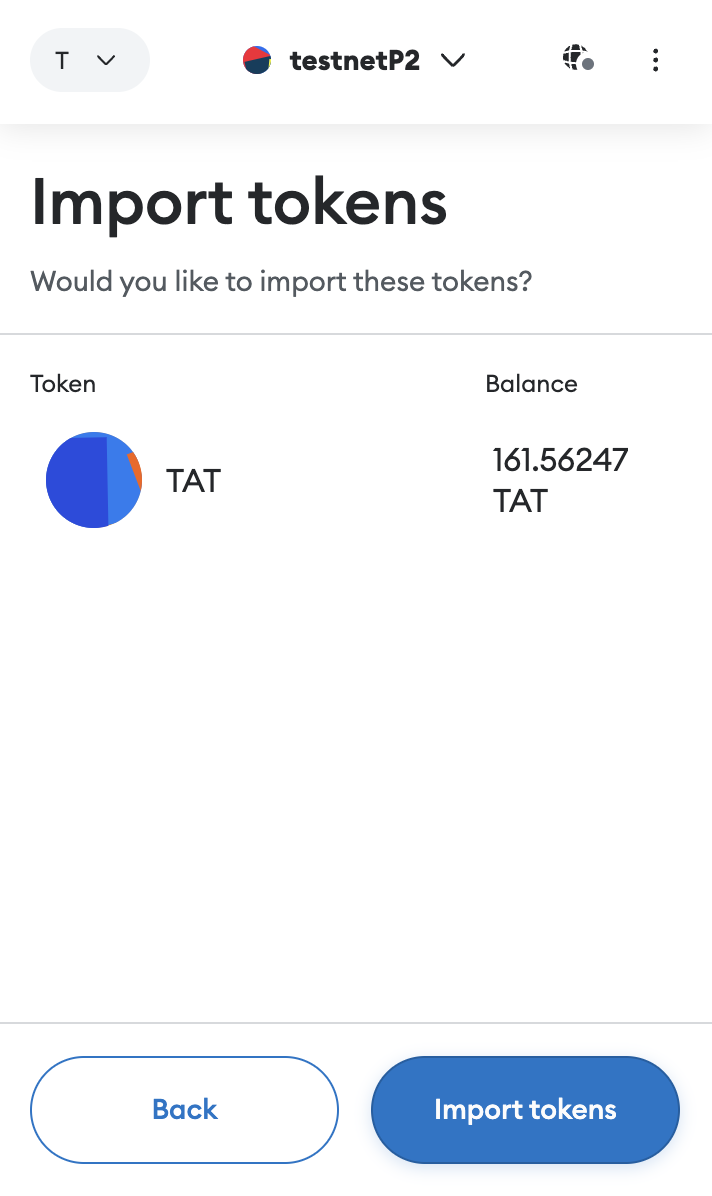 T
testnetP2
Import tokens
Would you like to import these tokens?
Token Balance
TAT
161.56247
TAT
Back
Import tokens